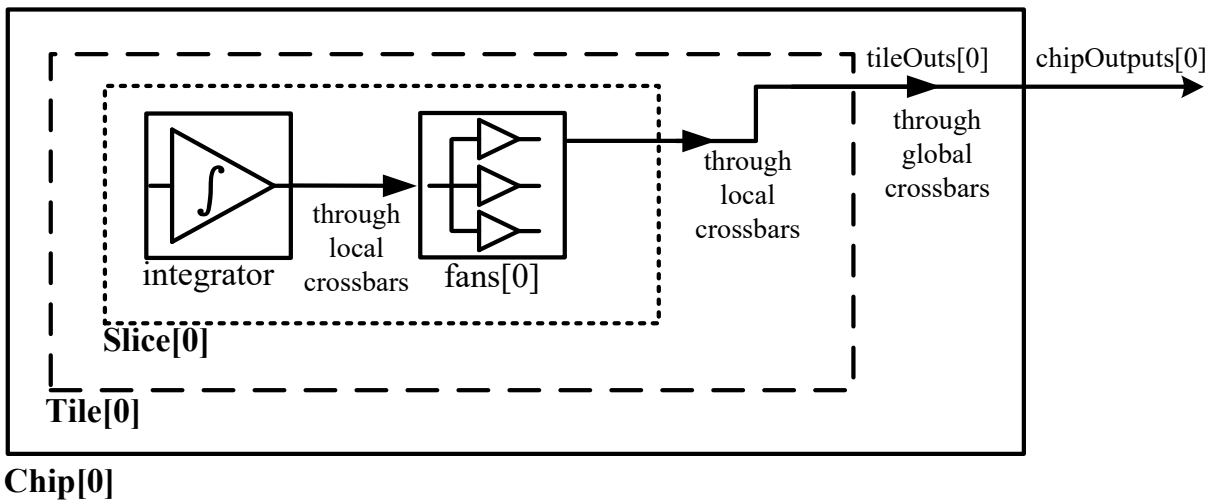 tileOuts[0]
chipOutputs[0]
through
global
crossbars
through
local
crossbars
∫
through
local
crossbars
integrator
fans[0]
Slice[0]
Tile[0]
Chip[0]